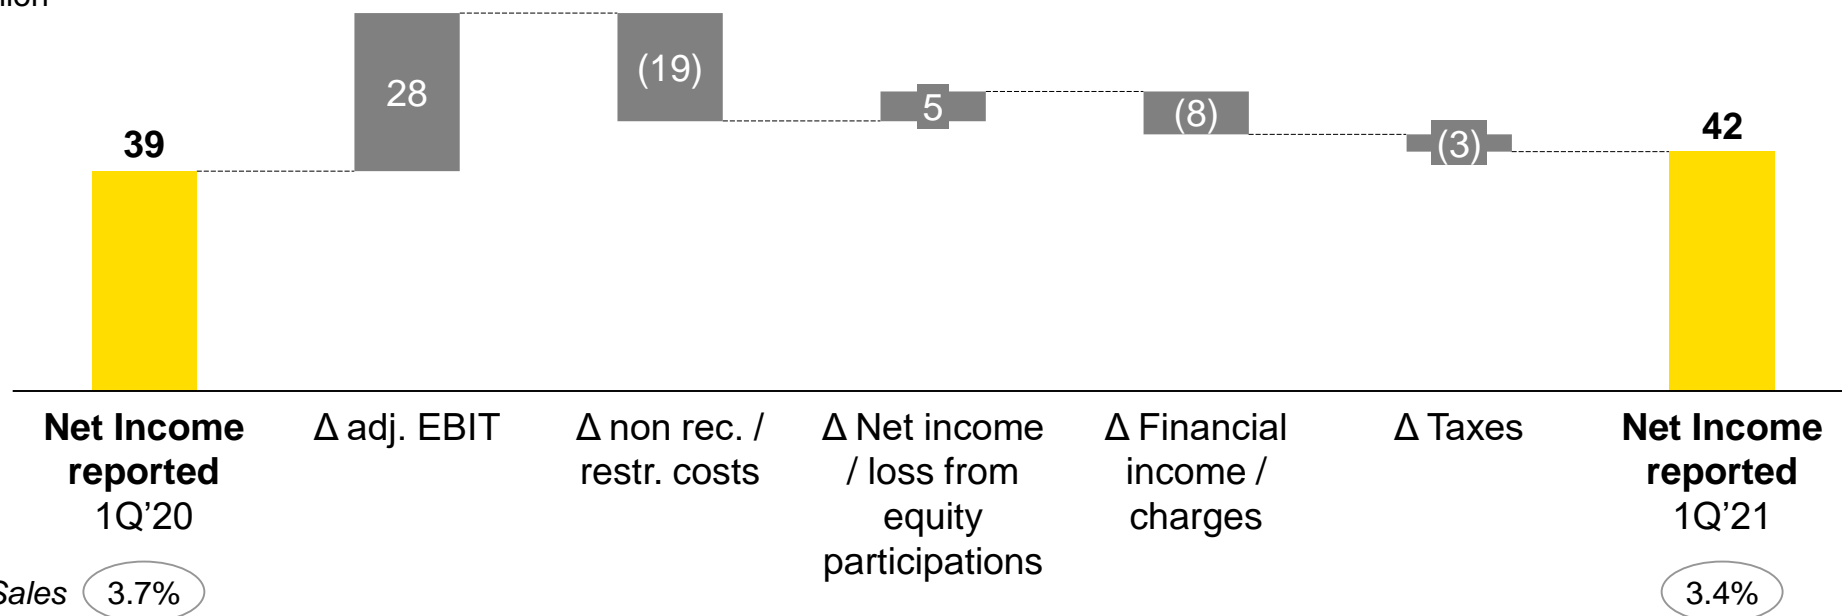 28
(19)
5
(8)
(3)
39
42
Net Income
reported
1Q’20
Δ adj. EBIT
Δ non rec. /
restr. costs
Δ Net income
/ loss from
equity
participations
Δ Financial
income /
charges
Δ Taxes
Net Income
reported
1Q’21
Sales 3.7%
3.4%